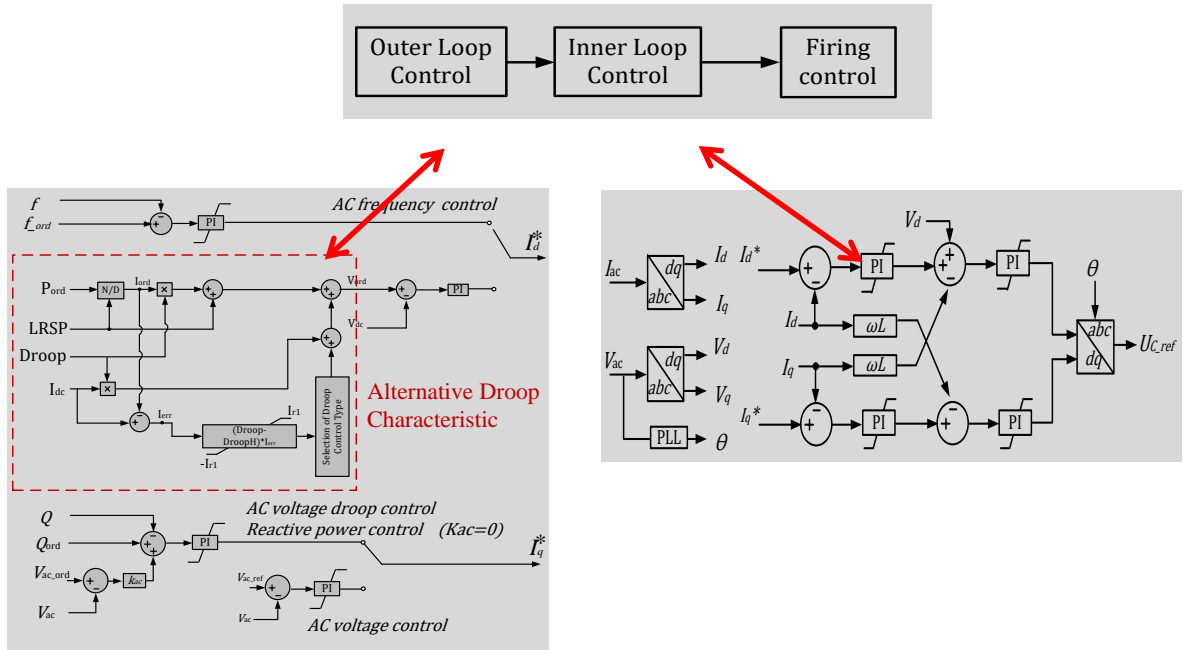 Outer Loop
Control
Inner Loop
Control
Firing
control
f
f_ord
−
+
PI
AC frequency control
I*d
Pord
N/D
Iord
×
+
+
+
+
Vord
+
−
PI
LRSP
Vdc
Droop
+
+
Idc
×
−
+
Ierr
Ir1
(Droop-
DroopH)*Ierr
-Ir1
Selection of Droop
Control Type
Alternative Droop
Characteristic
Q
Qord
−
+
+
PI
AC voltage droop control
Reactive power control (Kac=0)
I*q
Vac_ord
+
−
kac
Vac
Vac_ref
+
−
PI
Vac
AC voltage control
Iac
dq
abc
Id
Iq
Vac
dq
abc
Vd
Vq
PLL
θ
Id*
+
−
PI
Vd
+
+
−
PI
Id
ωL
Iq
ωL
Iq*
−
+
PI
−
+
PI
θ
abc
dq
UC_ref